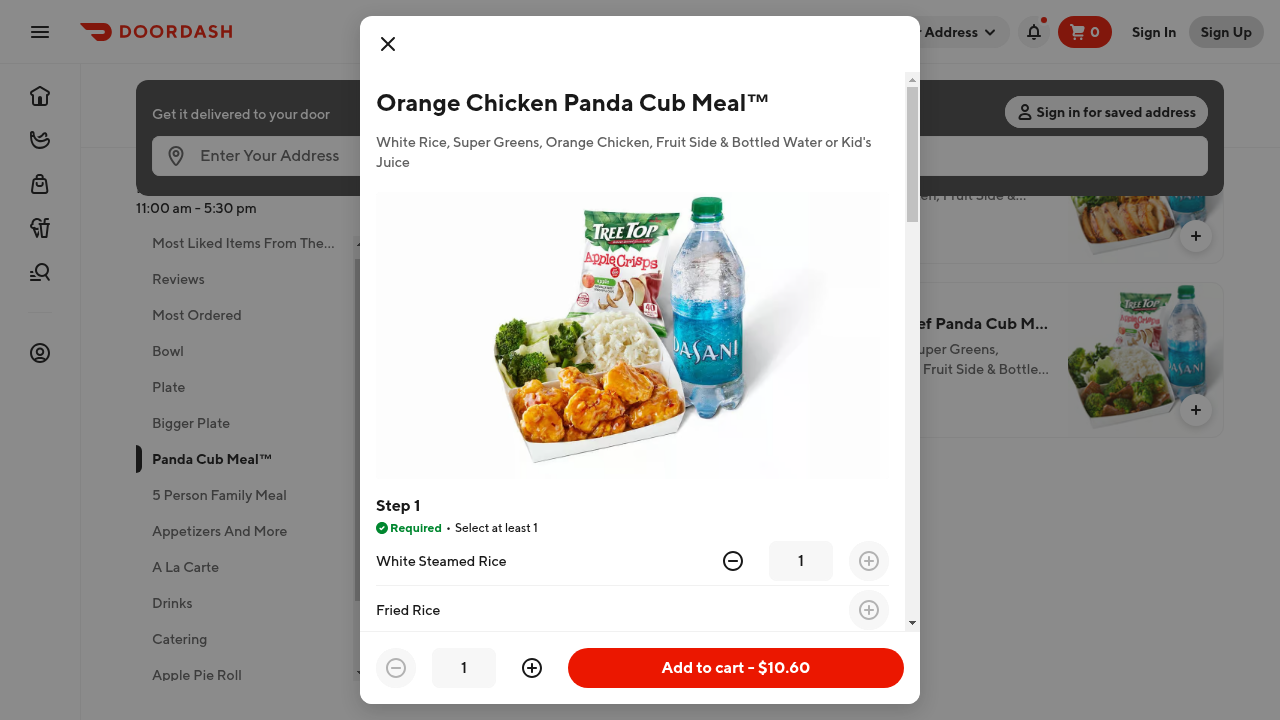 DOORDASH
Address
0
Sign In
Sign Up
Get it delivered to your door
Sign in for saved address
Enter Your Address
11:00 am - 5:30 pm
Most Liked Items From The...
Reviews
Most Ordered
Bowl
Plate
Bigger Plate
Panda Cub Meal™
5 Person Family Meal
Appetizers And More
A La Carte
Drinks
Catering
Apple Pie Roll
Orange Chicken Panda Cub Meal™
White Rice, Super Greens, Orange Chicken, Fruit Side & Bottled Water or Kid's
Juice
TREE TOP
Apple Crisps
DASANI
Step 1
Required • Select at least 1
White Steamed Rice
1
Fried Rice
1
Add to cart - $10.60
Fruit Side &...
Panda Cub M...
Greens,
Fruit Side & Bottle...
TREE TOP
DASANI